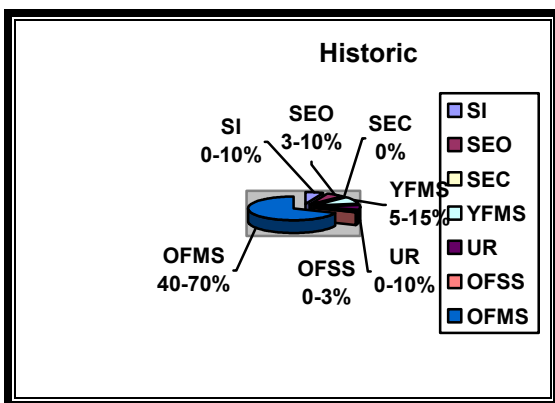 Historic
SI
0-10%
SEO
3-10%
SEC
0%
YFMS
5-15%
UR
0-10%
OFSS
0-3%
OFMS
40-70%
SI
SEO
SEC
YFMS
UR
OFSS
OFMS